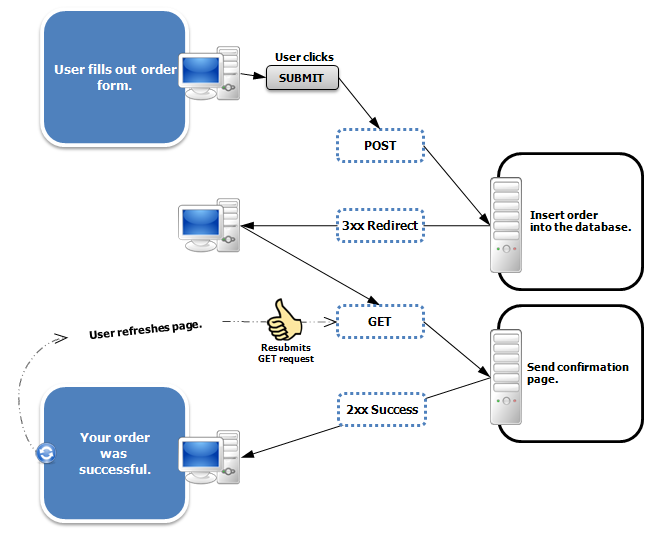 User fills out order
form.
User clicks
SUBMIT
POST
Insert order
into the database.
3xx Redirect
User refreshes page.
Resubmits
GET request
GET
Send confirmation
page.
2xx Success
Your order
was
successful.